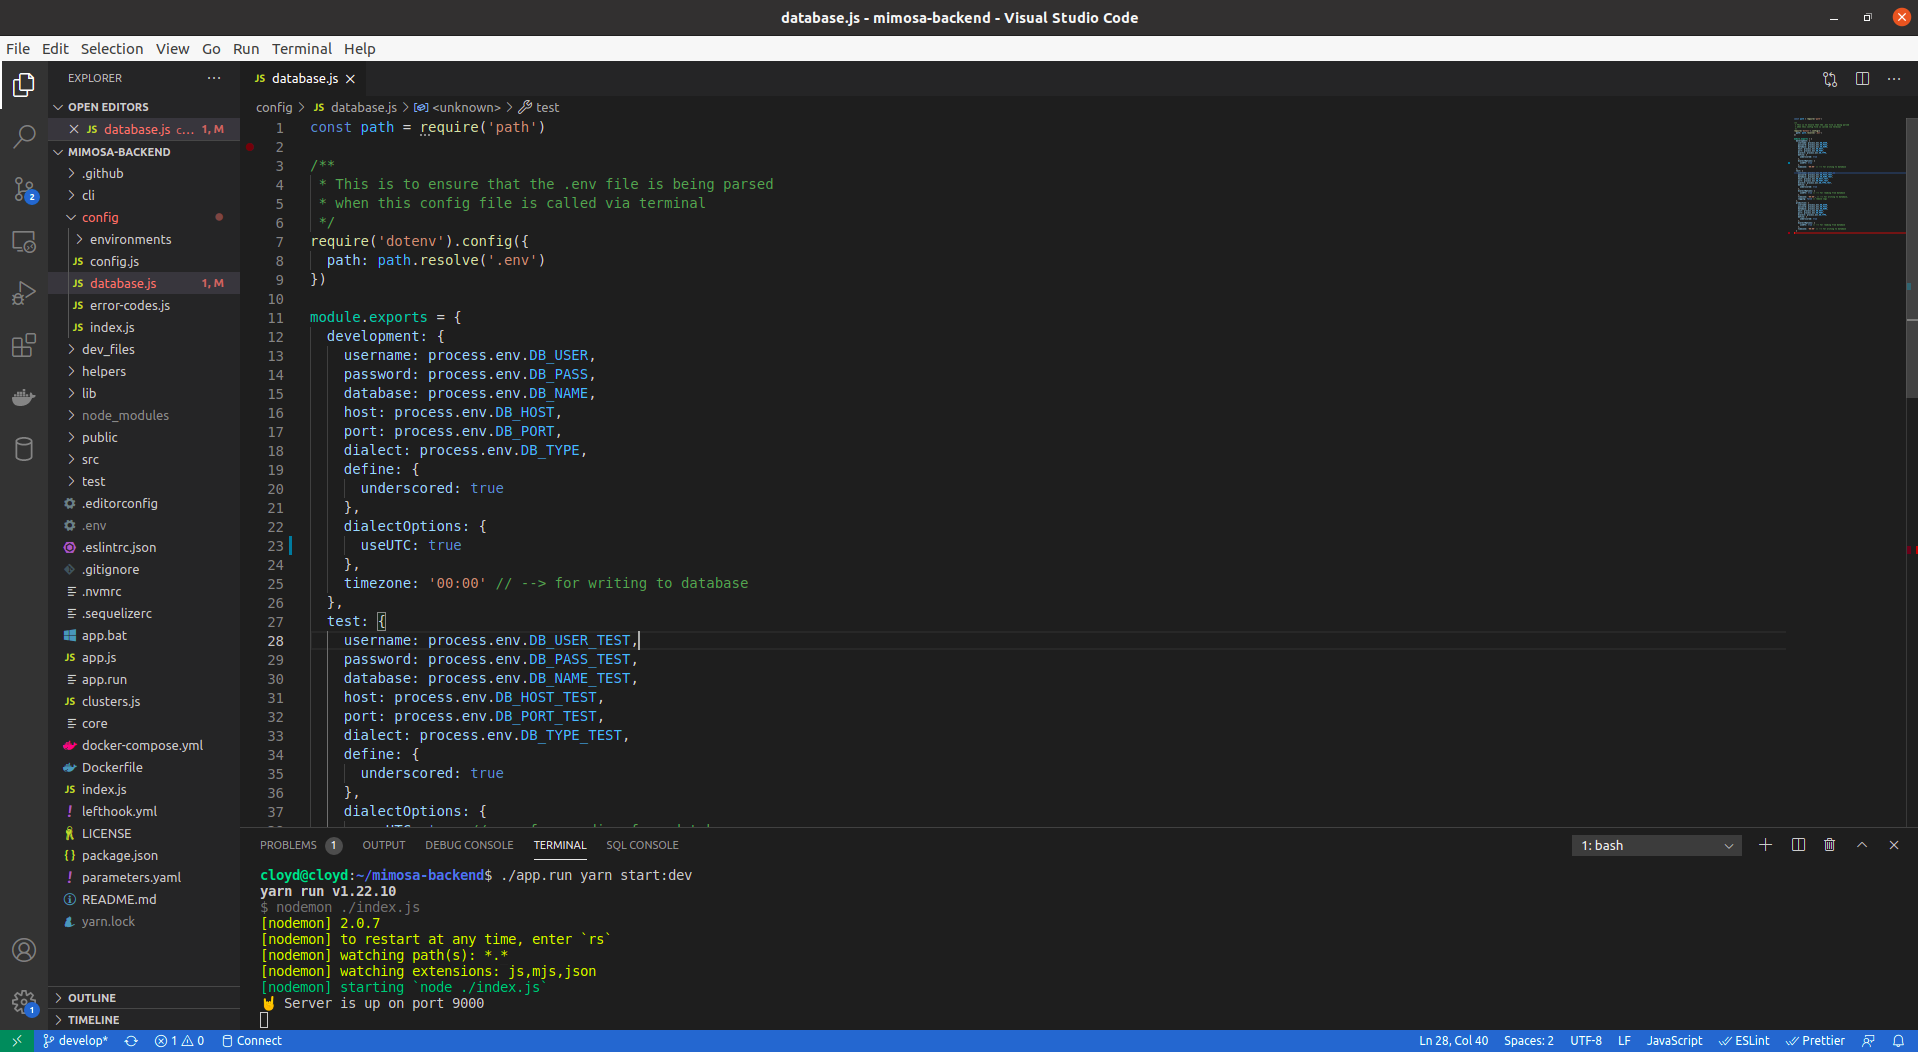 database.js - mimosa-backend - Visual Studio Code
File Edit Selection View Go Run Terminal Help
EXPLORER
OPEN EDITORS
database.js c... 1, M
MIMOSA-BACKEND
.github
cli
config
environments
config.js
database.js 1, M
error-codes.js
index.js
dev_files
helpers
lib
node_modules
public
src
test
.editorconfig
.env
.eslintrc.json
.gitignore
.nvmrc
.sequelizerc
app.bat
app.js
app.run
clusters.js
core
docker-compose.yml
Dockerfile
index.js
lefthook.yml
LICENSE
package.json
parameters.yaml
README.md
yarn.lock
OUTLINE
TIMELINE
2
1
JS database.js
config > JS database.js > <unknown> > test
1 const path = require('path')
2
3 /**
4 * This is to ensure that the .env file is being parsed
5 * when this config file is called via terminal
6 */
7 require('dotenv').config({
8 path: path.resolve('.env')
9 })
10
11 module.exports = {
12 development: {
13 username: process.env.DB_USER,
14 password: process.env.DB_PASS,
15 database: process.env.DB_NAME,
16 host: process.env.DB_HOST,
17 port: process.env.DB_PORT,
18 dialect: process.env.DB_TYPE,
19 define: {
20 underscored: true
21 },
22 dialectOptions: {
23 useUTC: true
24 },
25 timezone: '00:00' // --> for writing to database
26 },
27 test: {
28 username: process.env.DB_USER_TEST,
29 password: process.env.DB_PASS_TEST,
30 database: process.env.DB_NAME_TEST,
31 host: process.env.DB_HOST_TEST,
32 port: process.env.DB_PORT_TEST,
33 dialect: process.env.DB_TYPE_TEST,
34 define: {
35 underscored: true
36 },
37 dialectOptions: {
PROBLEMS 1 OUTPUT DEBUG CONSOLE TERMINAL SQL CONSOLE 1: bash
cloyd@cloyd:~/mimosa-backend$ ./app.run yarn start:dev
yarn run v1.22.10
$ nodemon ./index.js
[nodemon] 2.0.7
[nodemon] to restart at any time, enter `rs`
[nodemon] watching path(s): *.*
[nodemon] watching extensions: js,mjs,json
[nodemon] starting `node ./index.js`
🤘 Server is up on port 9000
develop* 1 0 Connect Ln 28, Col 40 Spaces: 2 UTF-8 LF JavaScript ESLint Prettier